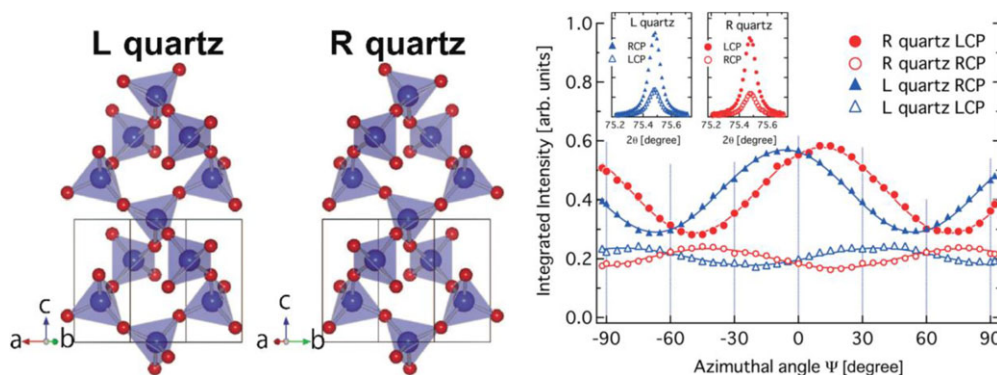 L quartz
R quartz
c
a
b
c
a
b
Integrated Intensity [arb. units]
1.0
0.8
0.6
0.4
0.2
0.0
-90
-60
-30
0
30
60
90
Azimuthal angle Ψ [degree]
L quartz
RCP
LCP
75.2
75.4
75.6
2θ [degree]
R quartz
LCP
RCP
75.2
75.4
75.6
2θ [degree]
R quartz LCP
R quartz RCP
L quartz RCP
L quartz LCP